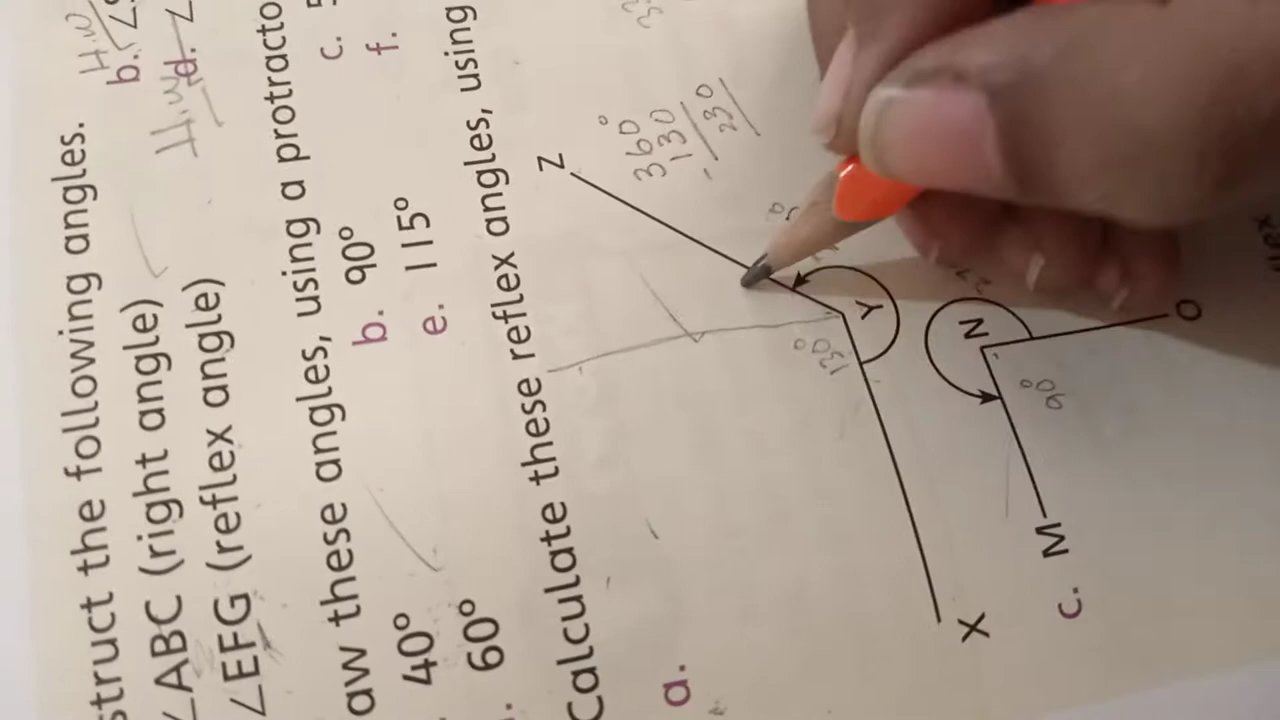 struct the following angles.
H.W
b. ∠
∠ABC (right angle)
H.W
d. ∠
∠EFG (reflex angle)
aw these angles, using a protracto
40°
b. 90°
c. 5
60°
e. 115°
f.
Calculate these reflex angles, using
a.
Z
360°
- 130
230
130°
Y
X
c.
M
N
90°
O